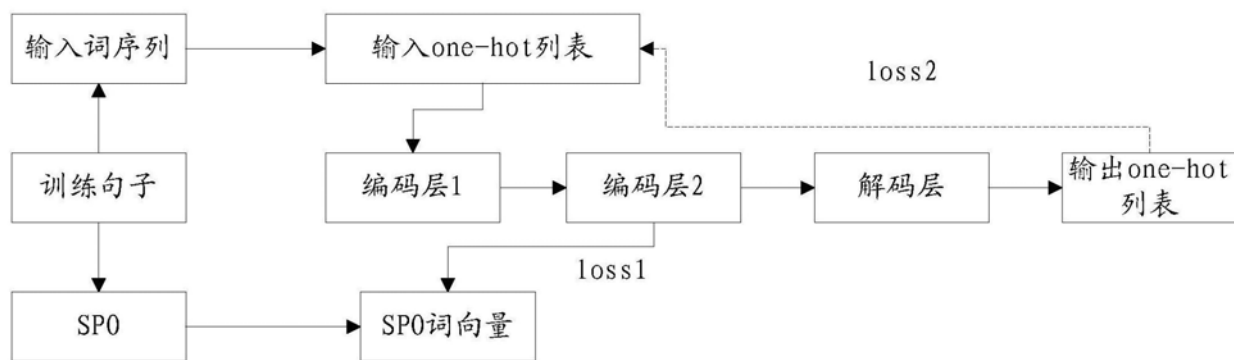 输入词序列
输入one-hot列表
loss2
训练句子
编码层1
编码层2
解码层
输出one-hot
列表
loss1
SPO
SPO词向量